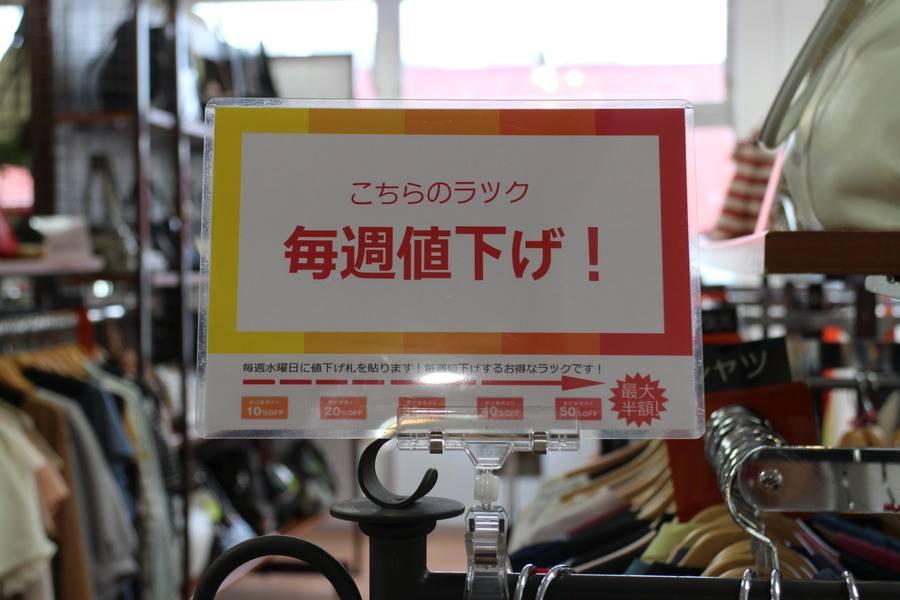 こちらのラック
毎週値下げ！
毎週水曜日に値下げ札を貼ります！毎週値下げするお得なラックです！
10%OFF
20%OFF
40%OFF
50%OFF
最大
半額!
シャツ